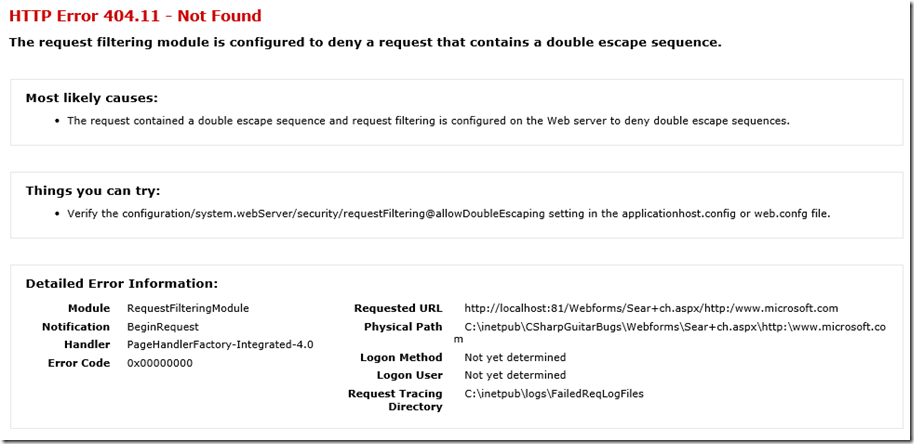 HTTP Error 404.11 - Not Found
The request filtering module is configured to deny a request that contains a double escape sequence.
Most likely causes:
• The request contained a double escape sequence and request filtering is configured on the Web server to deny double escape sequences.
Things you can try:
• Verify the configuration/system.webServer/security/requestFiltering@allowDoubleEscaping setting in the applicationhost.config or web.confg file.
Detailed Error Information:
Module RequestFilteringModule
Notification BeginRequest
Handler PageHandlerFactory-Integrated-4.0
Error Code 0x00000000
Requested URL http://localhost:81/Webforms/Sear+ch.aspx/http:/www.microsoft.com
Physical Path C:\inetpub\CSharpGuitarBugs\Webforms\Sear+ch.aspx\http:\www.microsoft.co
m
Logon Method Not yet determined
Logon User Not yet determined
Request Tracing C:\inetpub\logs\FailedReqLogFiles
Directory